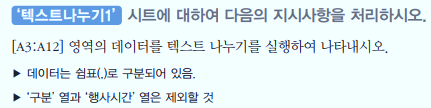 '텍스트나누기1' 시트에 대하여 다음의 지시사항을 처리하시오.
[A3:A12] 영역의 데이터를 텍스트 나누기를 실행하여 나타내시오.
▶ 데이터는 쉼표(,)로 구분되어 있음.
▶ '구분' 열과 '행사시간' 열은 제외할 것